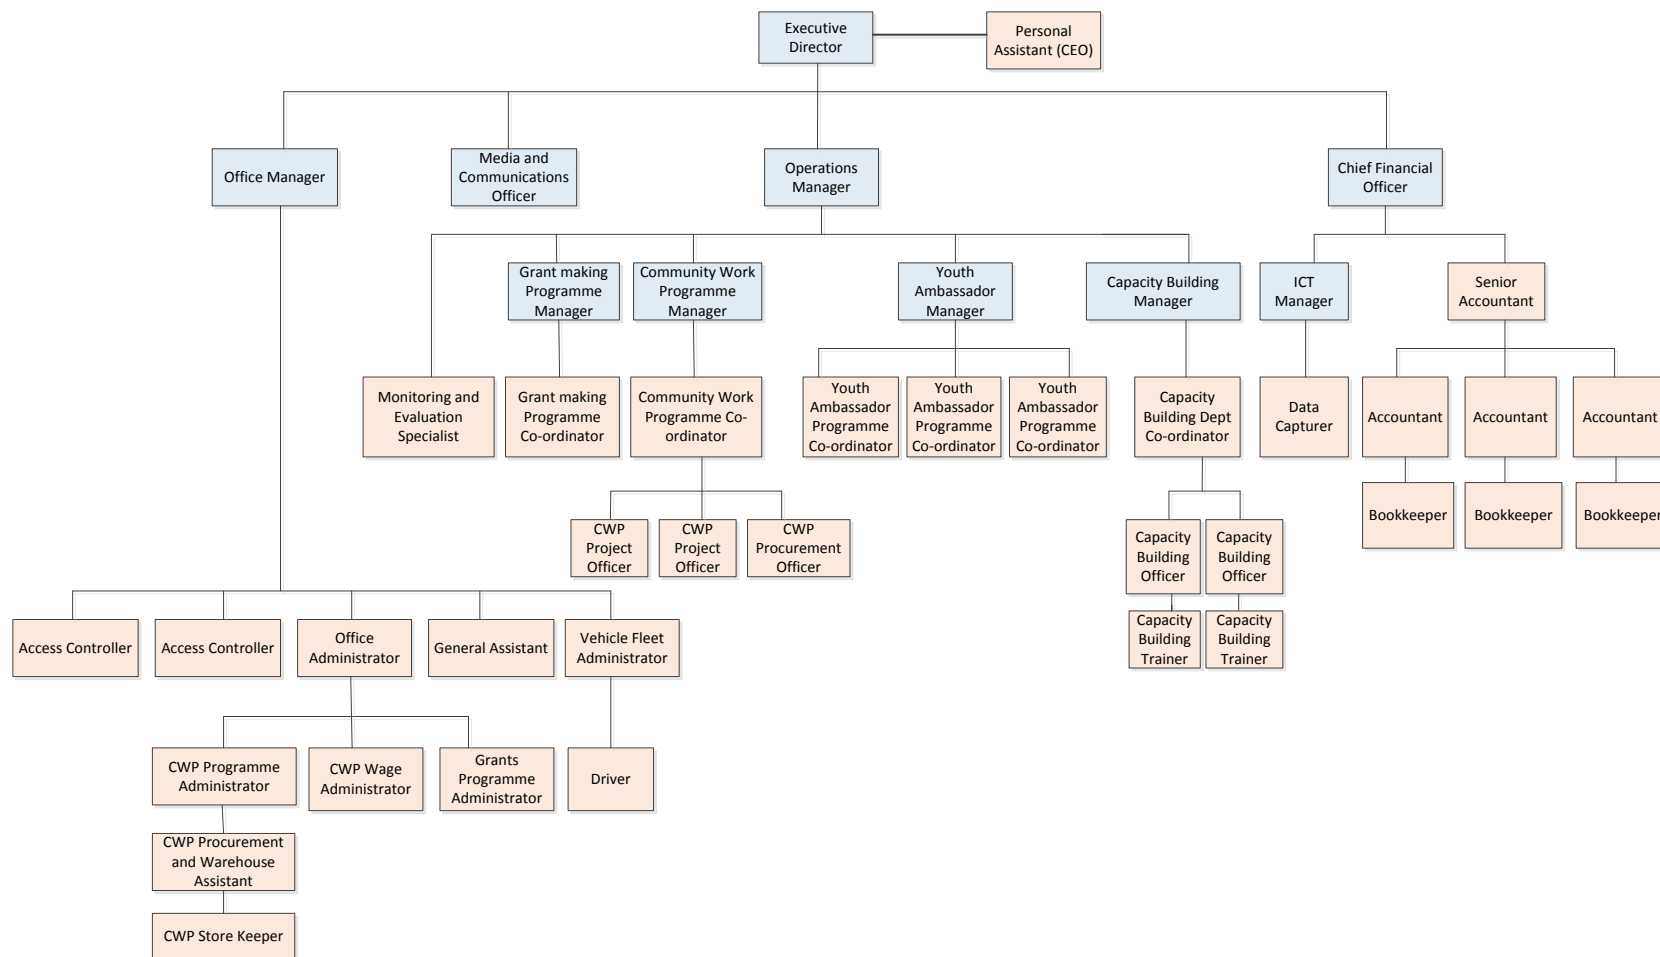 Executive
Director
Personal
Assistant (CEO)
Office Manager
Media and
Communications
Officer
Operations
Manager
Chief Financial
Officer
Grant making
Programme
Manager
Community Work
Programme
Manager
Youth
Ambassador
Manager
Capacity Building
Manager
ICT
Manager
Senior
Accountant
Monitoring and
Evaluation
Specialist
Grant making
Programme
Co-ordinator
Community Work
Programme Co-
ordinator
Youth
Ambassador
Programme
Co-ordinator
Youth
Ambassador
Programme
Co-ordinator
Youth
Ambassador
Programme
Co-ordinator
Capacity
Building Dept
Co-ordinator
Data
Capturer
Accountant
Accountant
Accountant
Bookkeeper
Bookkeeper
Bookkeeper
CWP
Project
Officer
CWP
Project
Officer
CWP
Procurement
Officer
Capacity
Building
Officer
Capacity
Building
Officer
Capacity
Building
Trainer
Capacity
Building
Trainer
Access Controller
Access Controller
Office
Administrator
General Assistant
Vehicle Fleet
Administrator
CWP Programme
Administrator
CWP Wage
Administrator
Grants
Programme
Administrator
Driver
CWP Procurement
and Warehouse
Assistant
CWP Store Keeper